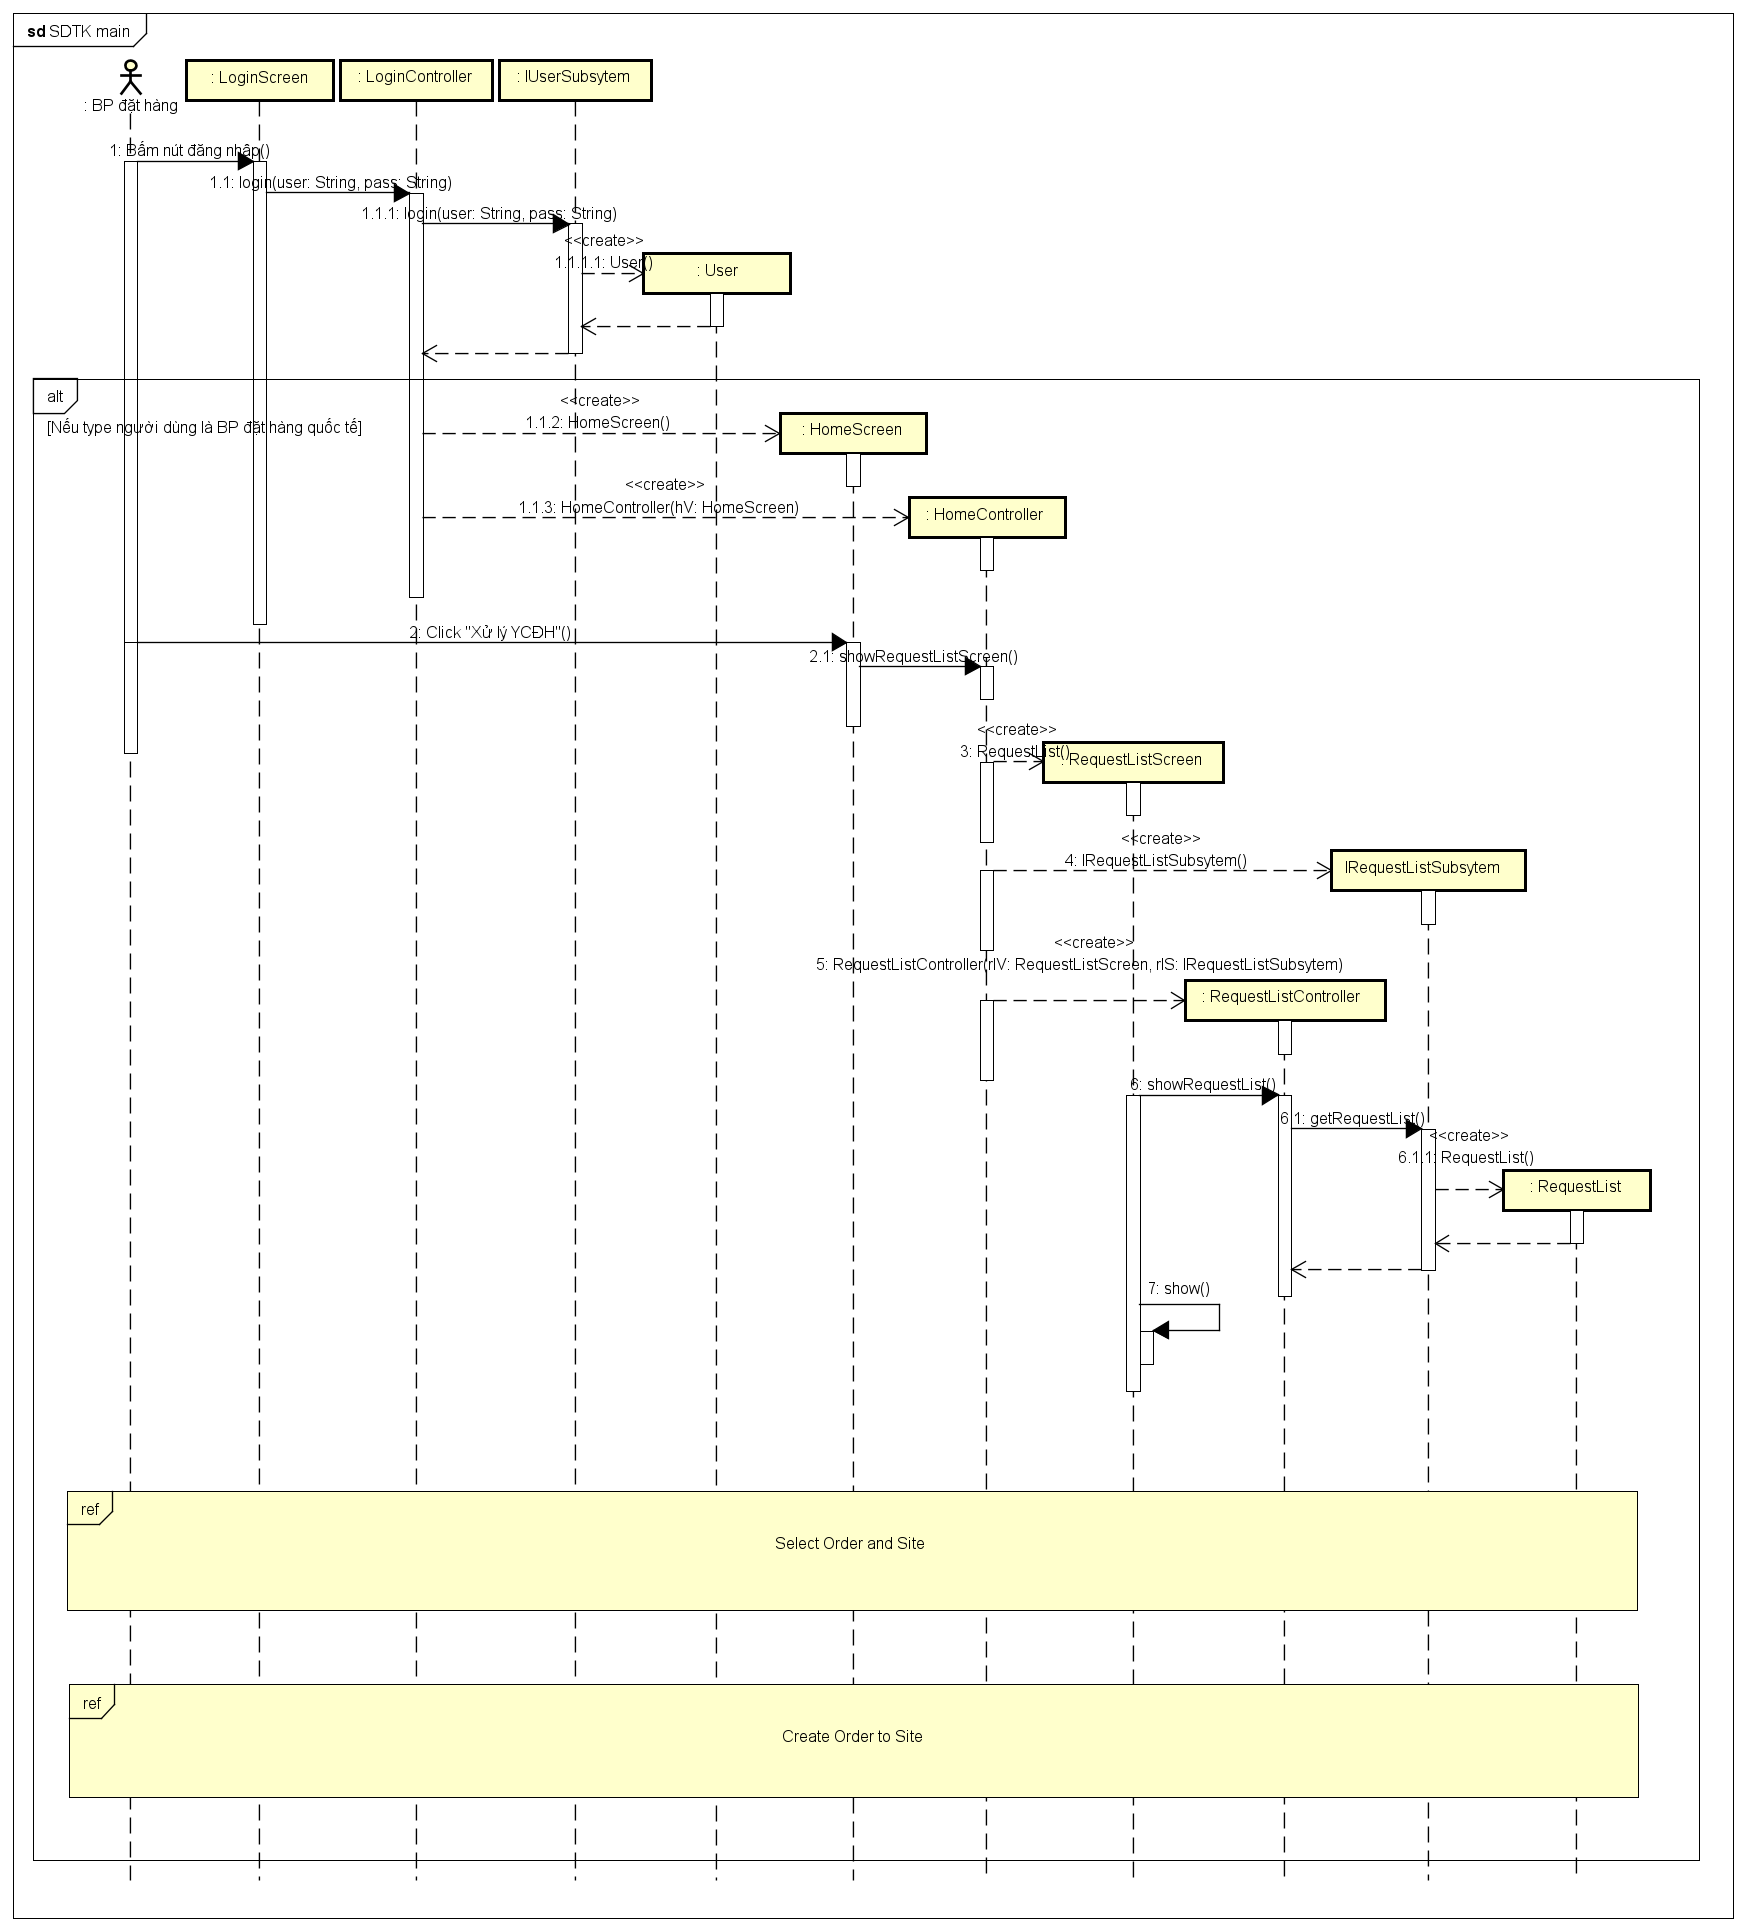 sd SDTK main
: BP đặt hàng
: LoginScreen
: LoginController
: IUserSubsytem
1: Bấm nút đăng nhập()
1.1: login(user: String, pass: String)
1.1.1: login(user: String, pass: String)
<<create>>
1.1.1.1: User()
: User
alt
[Nếu type người dùng là BP đặt hàng quốc tế]
<<create>>
1.1.2: HomeScreen()
: HomeScreen
<<create>>
1.1.3: HomeController(hV: HomeScreen)
: HomeController
2: Click "Xử lý YCĐH"()
2.1: showRequestListScreen()
<<create>>
3: RequestList()
: RequestListScreen
<<create>>
4: IRequestListSubsytem()
IRequestListSubsytem
<<create>>
5: RequestListController(rlV: RequestListScreen, rlS: IRequestListSubsytem)
: RequestListController
6: showRequestList()
6.1: getRequestList()
<<create>>
6.1.1: RequestList()
: RequestList
7: show()
ref
Select Order and Site
ref
Create Order to Site